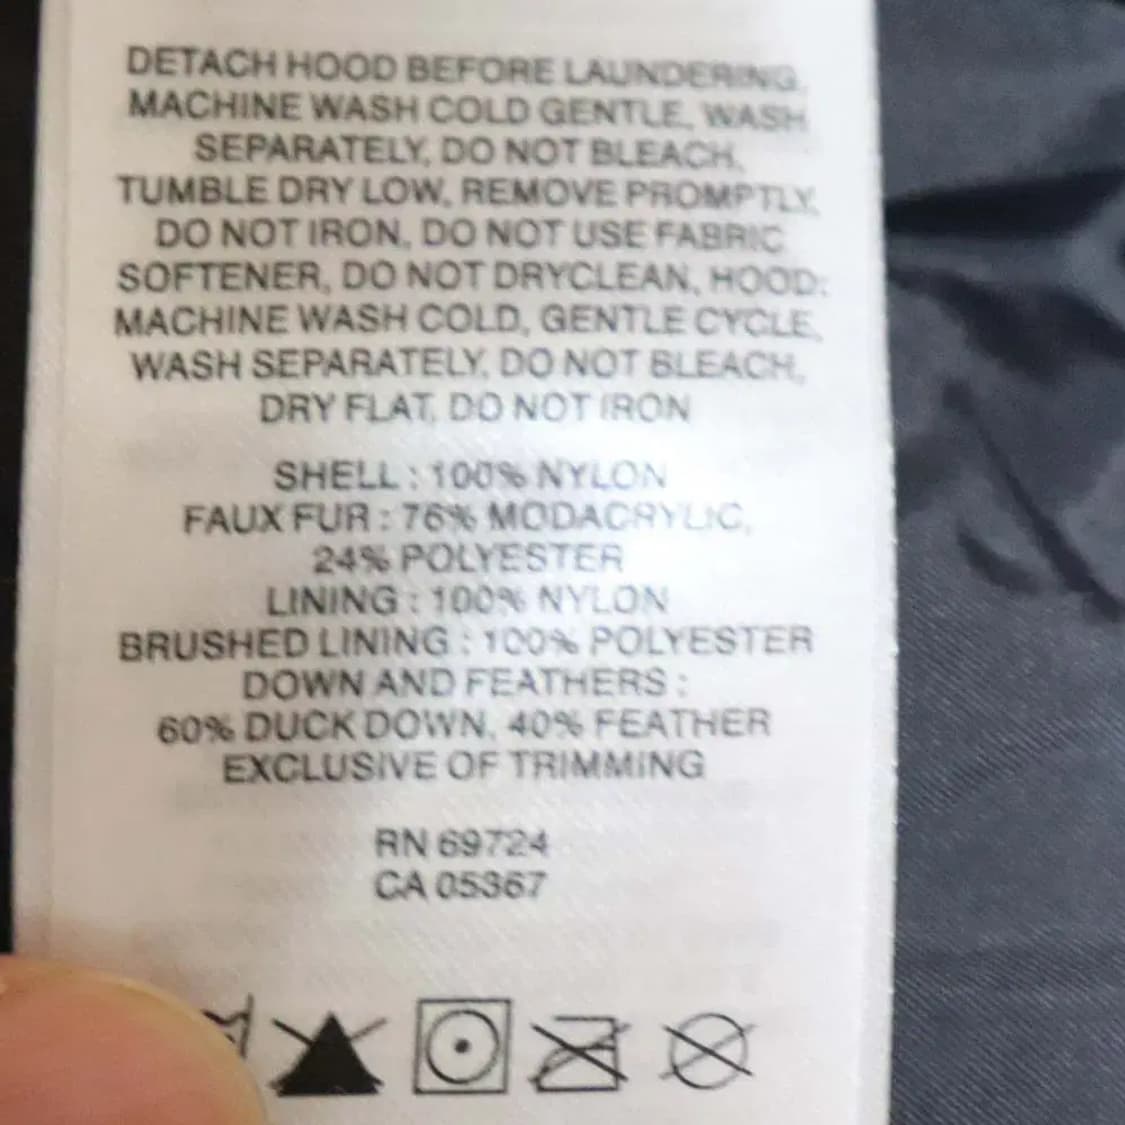 DETACH HOOD BEFORE LAUNDERING,
MACHINE WASH COLD GENTLE, WASH
SEPARATELY, DO NOT BLEACH,
TUMBLE DRY LOW, REMOVE PROMPTLY,
DO NOT IRON, DO NOT USE FABRIC
SOFTENER, DO NOT DRYCLEAN, HOOD:
MACHINE WASH COLD, GENTLE CYCLE,
WASH SEPARATELY, DO NOT BLEACH,
DRY FLAT, DO NOT IRON
SHELL : 100% NYLON
FAUX FUR : 76% MODACRYLIC,
24% POLYESTER
LINING : 100% NYLON
BRUSHED LINING : 100% POLYESTER
DOWN AND FEATHERS :
60% DUCK DOWN, 40% FEATHER
EXCLUSIVE OF TRIMMING
RN 69724
CA 05367